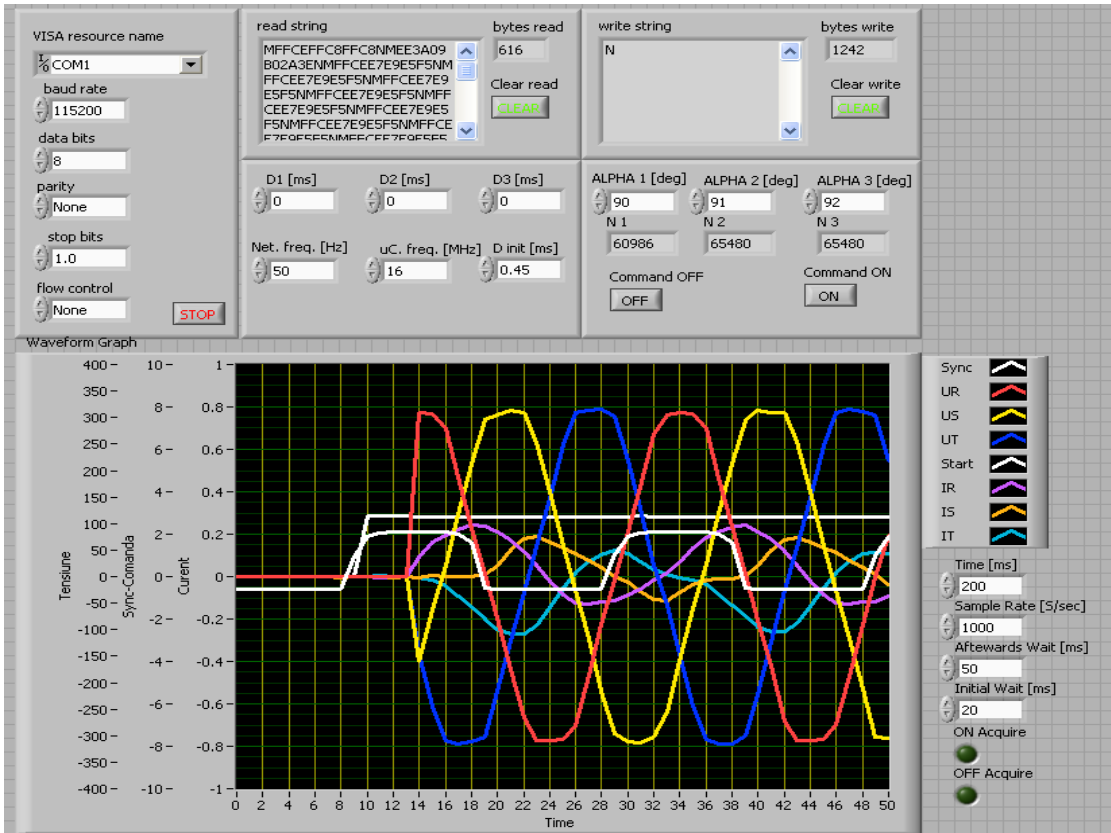 VISA resource name
COM1
baud rate
115200
data bits
8
parity
None
stop bits
1.0
flow control
None
STOP
read string
MFFCEFFC8FFC8NMEE3A09
B02A3ENMFFCEE7E9E5F5NM
FFCEE7E9E5F5NMFFCEE7E9
E5F5NMFFCEE7E9E5F5NMFF
CEE7E9E5F5NMFFCEE7E9E5
F5NMFFCEE7E9E5F5NMFFCE
E7E9E5F5NMFFCEE7E9E5F5
bytes read
616
Clear read
CLEAR
write string
N
bytes write
1242
Clear write
CLEAR
D1 [ms] D2 [ms] D3 [ms]
0 0 0
Net. freq. [Hz] uC. freq. [MHz] D init [ms]
50 16 0.45
ALPHA 1 [deg] ALPHA 2 [deg] ALPHA 3 [deg]
90 91 92
N 1 N 2 N 3
60986 65480 65480
Command OFF Command ON
OFF ON
Waveform Graph
400 10 1
350
300 8 0.8
250 6 0.6
200
150 4 0.4
100
50 2 0.2
0 0 0
-50
-100 -2 -0.2
-150 -4 -0.4
-200
-250 -6 -0.6
-300 -8 -0.8
-350
-400 -10 -1
Tensiune
Sync-Comanda
Curent
0 2 4 6 8 10 12 14 16 18 20 22 24 26 28 30 32 34 36 38 40 42 44 46 48 50
Time
Sync
UR
US
UT
Start
IR
IS
IT
Time [ms]
200
Sample Rate [S/sec]
1000
Aftewards Wait [ms]
50
Initial Wait [ms]
20
ON Acquire
OFF Acquire